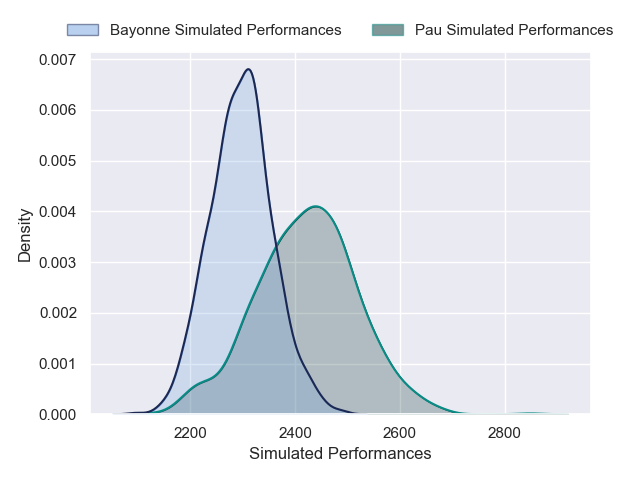 Bayonne Simulated Performances Pau Simulated Performances
0.007
0.006
0.005
0.004
0.003
0.002
0.001
0.000
Density
2200 2400 2600 2800
Simulated Performances